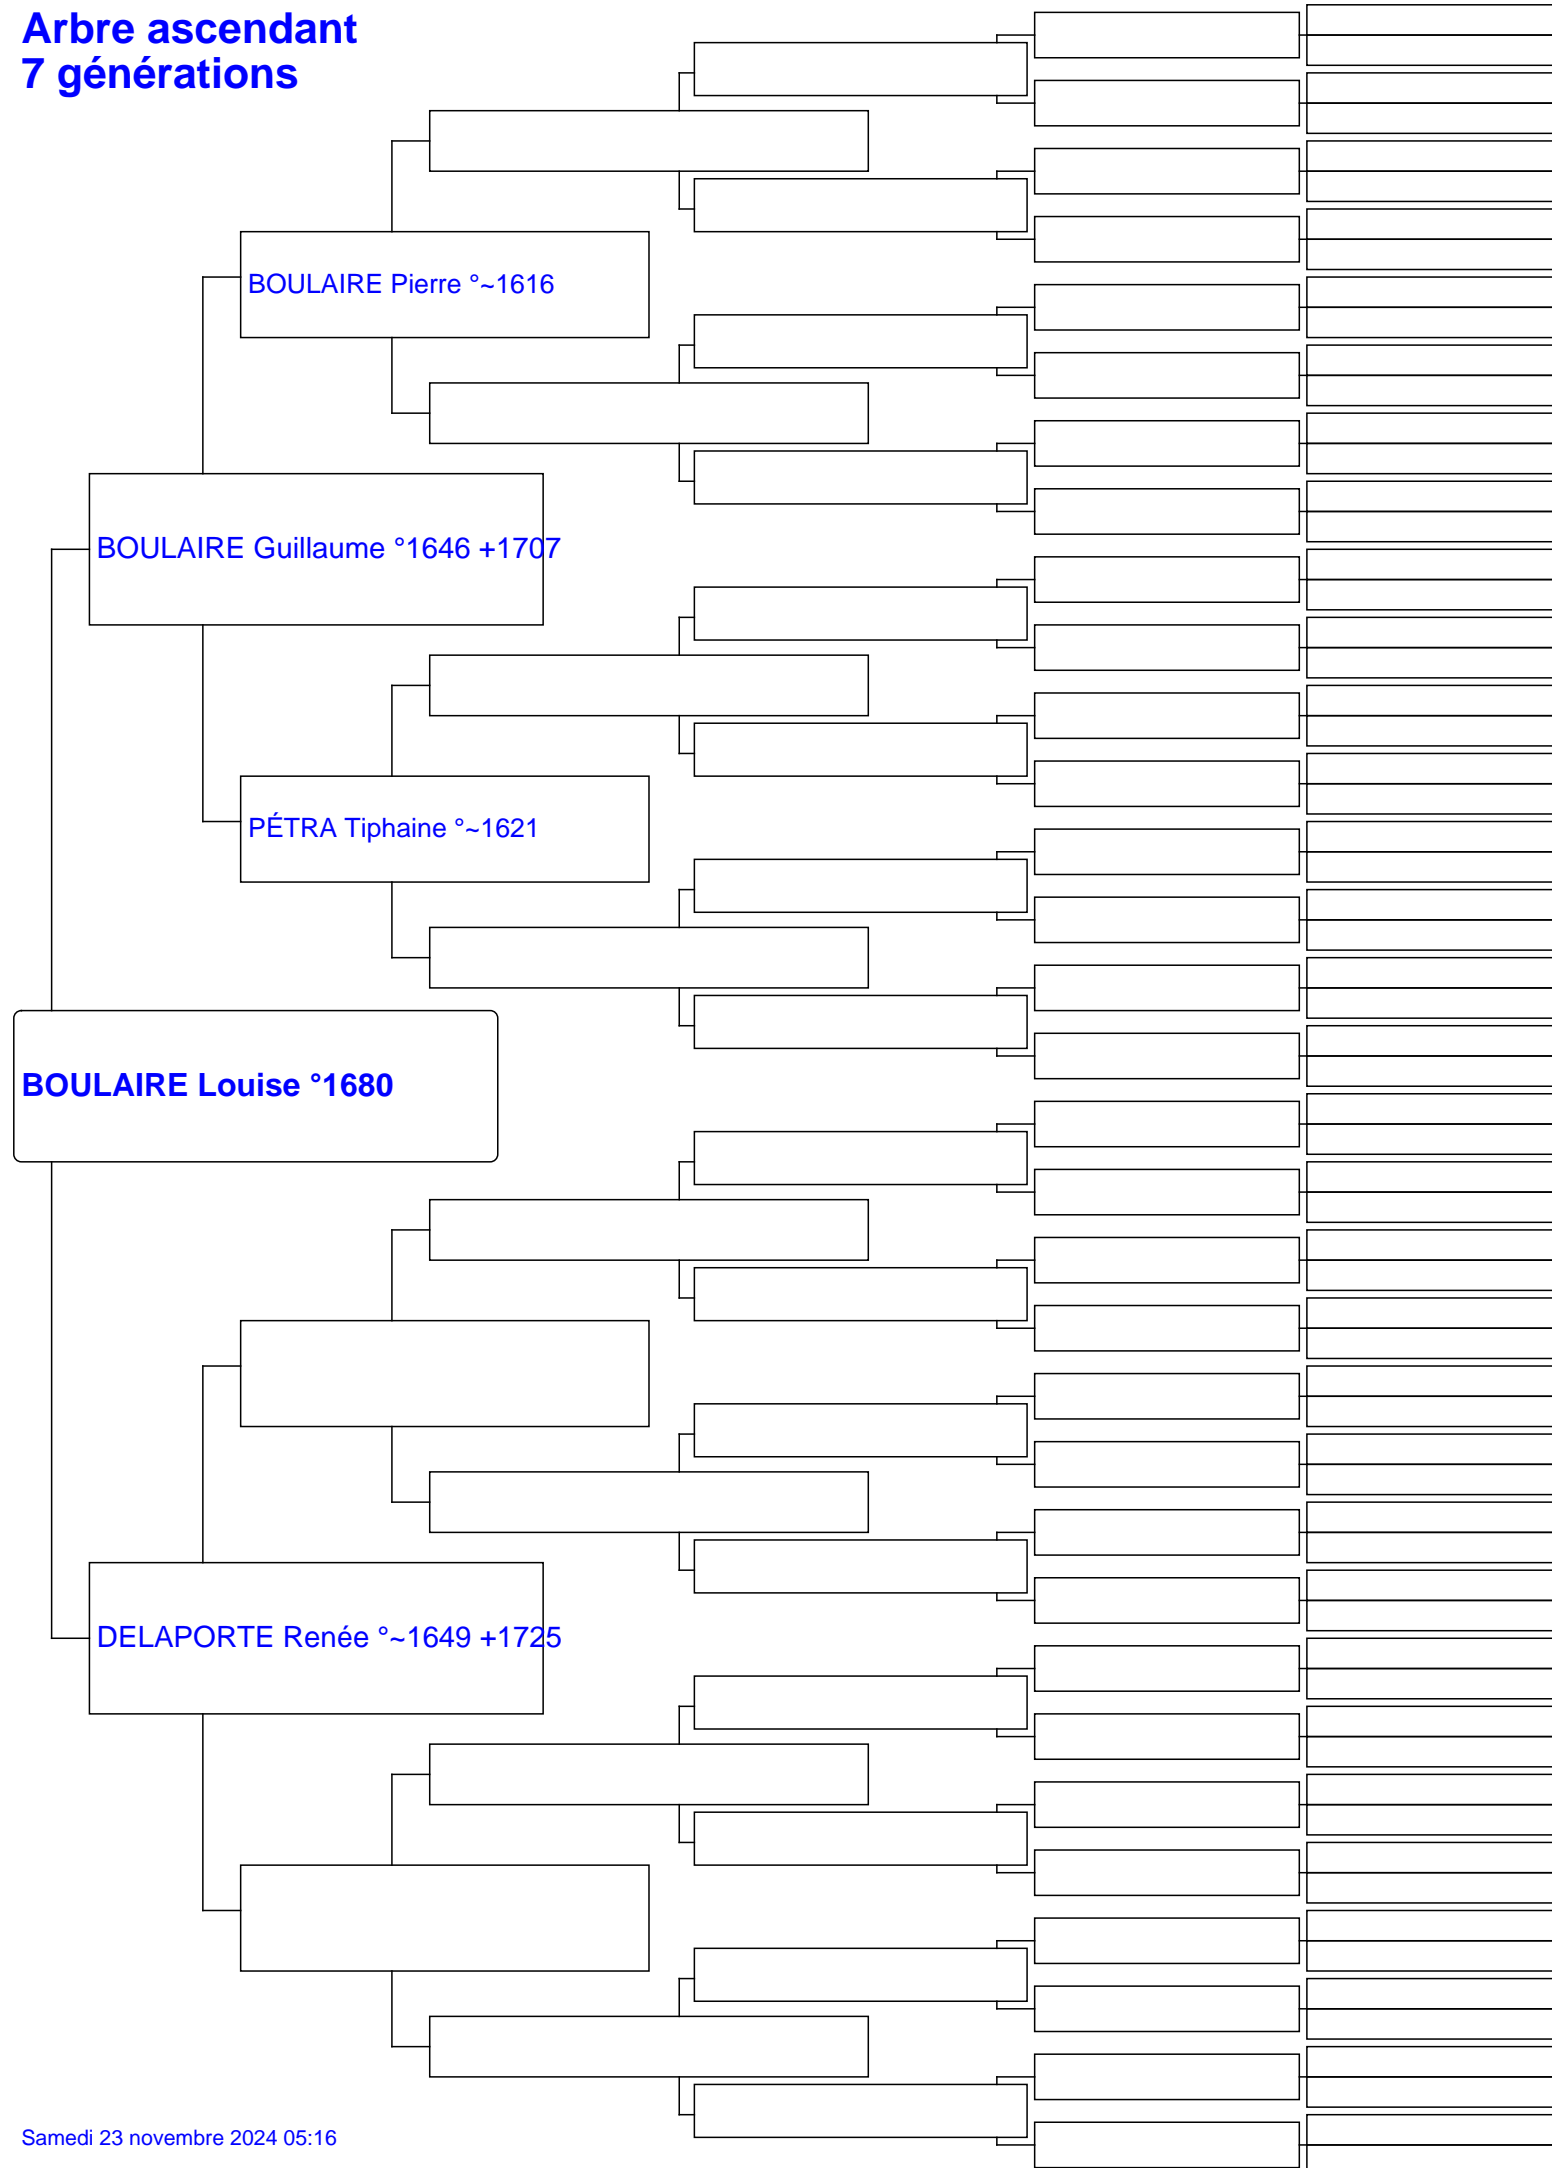 Arbre ascendant
7 générations
BOULAIRE Pierre °~1616
BOULAIRE Guillaume °1646 +1707
PÉTRA Tiphaine °~1621
BOULAIRE Louise °1680
DELAPORTE Renée °~1649 +1725
Samedi 23 novembre 2024 05:16